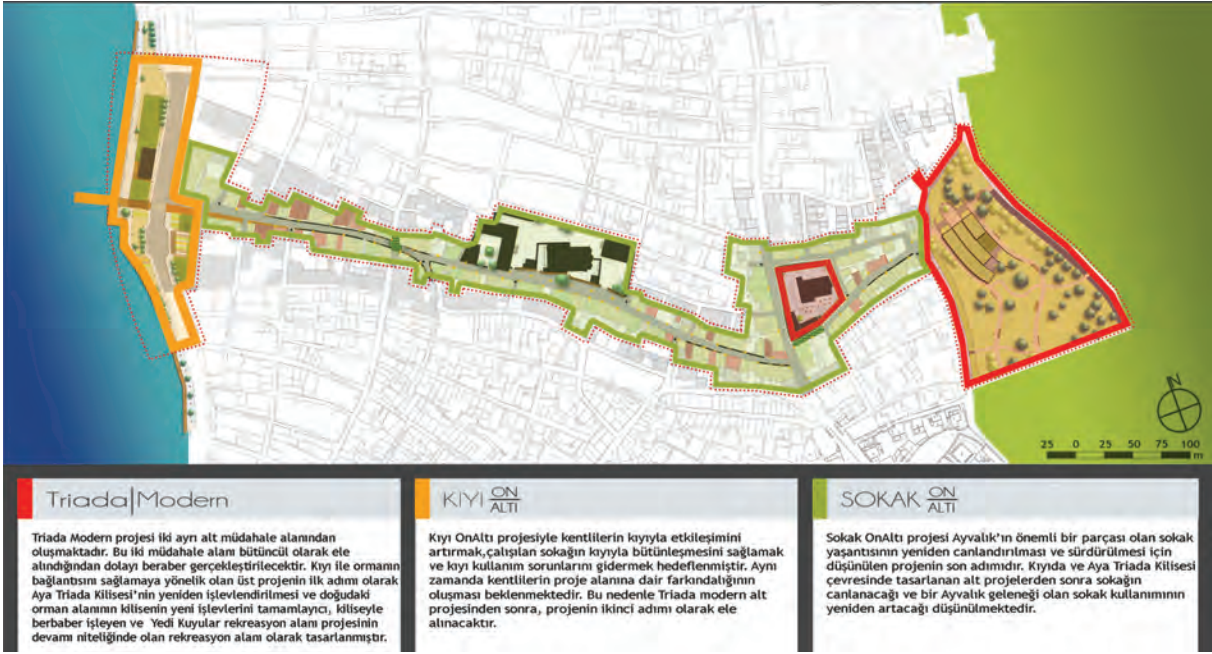 N
25 0 25 50 75 100
m
Triada|Modern
Triada Modern projesi iki ayrı alt müdahale alanından
oluşmaktadır. Bu iki müdahale alanı bütüncül olarak ele
alındığından dolayı beraber gerçekleştirilecektir. Kıyı ile ormanın
bağlantısını sağlamaya yönelik olan üst projenin ilk adımı olarak
Aya Triada Kilisesi’nin yeniden işlevlendirilmesi ve doğudaki
orman alanının kilisenin yeni işlevlerini tamamlayıcı, kiliseyle
berbaber işleyen ve Yedi Kuyular rekreasyon alanı projesinin
devamı niteliğinde olan rekreasyon alanı olarak tasarlanmıştır.
KIYI ON
ALTI
Kıyı OnAltı projesiyle kentlilerin kıyıyla etkileşimini
artırmak,çalışılan sokağın kıyıyla bütünleşmesini sağlamak
ve kıyı kullanım sorunlarını gidermek hedeflenmiştir. Aynı
zamanda kentlilerin proje alanına dair farkındalığının
oluşması beklenmektedir. Bu nedenle Triada modern alt
projesinden sonra, projenin ikinci adımı olarak ele
alınacaktır.
SOKAK ON
ALTI
Sokak OnAltı projesi Ayvalık’ın önemli bir parçası olan sokak
yaşantısının yeniden canlandırılması ve sürdürülmesi için
düşünülen projenin son adımıdır. Kıyıda ve Aya Triada Kilisesi
çevresinde tasarlanan alt projelerden sonra sokağın
canlanacağı ve bir Ayvalık geleneği olan sokak kullanımının
yeniden artacağı düşünülmektedir.